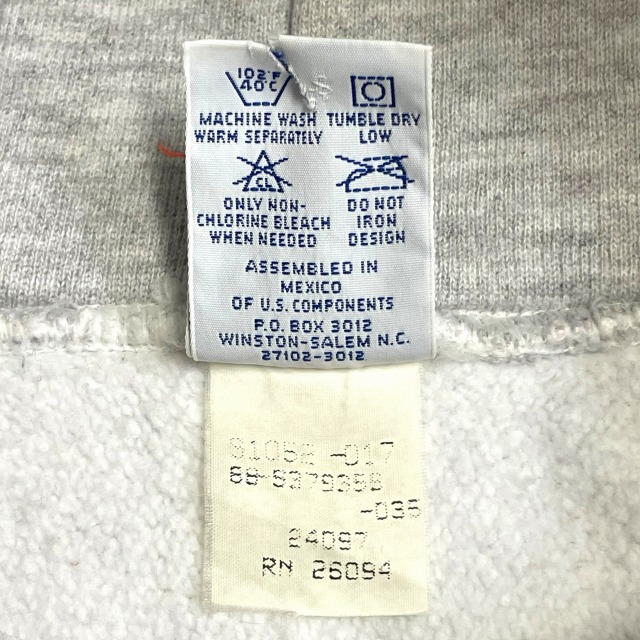 102°F
40°C
MACHINE WASH
WARM SEPARATELY
TUMBLE DRY
LOW
CL
ONLY NON-
CHLORINE BLEACH
WHEN NEEDED
DO NOT
IRON
DESIGN
ASSEMBLED IN
MEXICO
OF U.S. COMPONENTS
P.O. BOX 3012
WINSTON-SALEM N.C.
27102-3012
-017
-035
24097
RN 26094